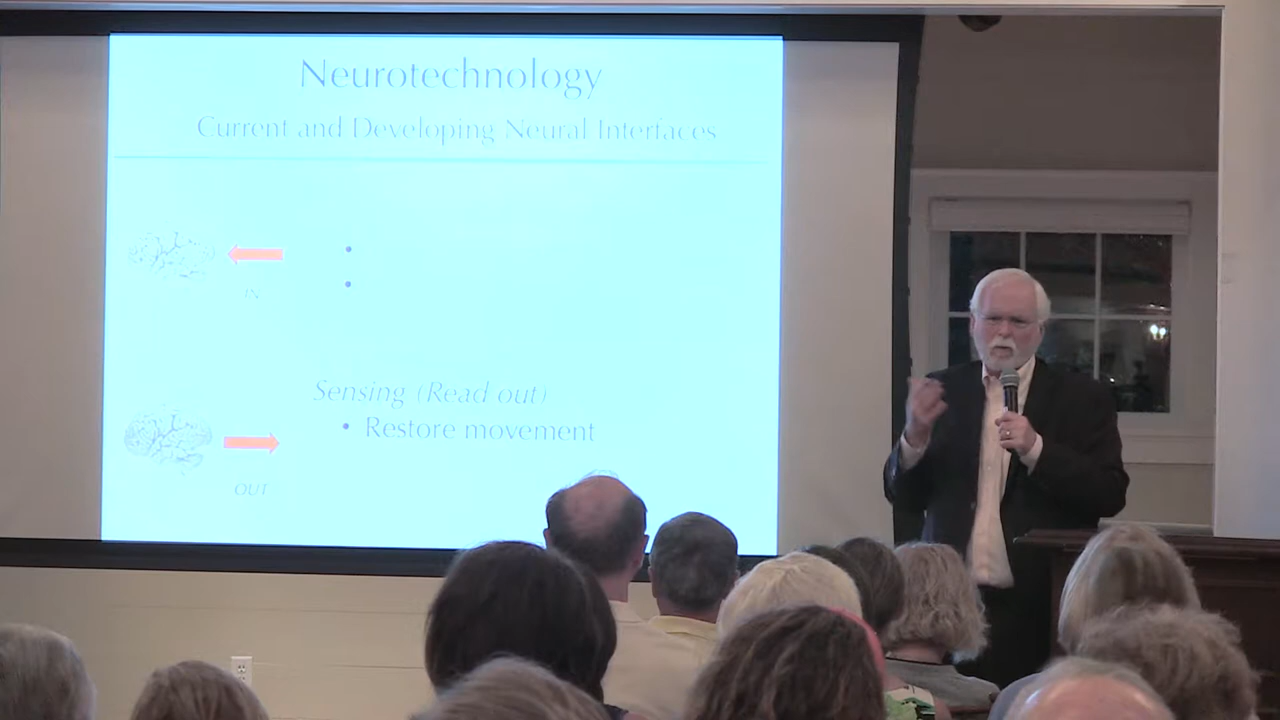 Neurotechnology
Current and Developing Neural Interfaces
IN
Sensing (Read out)
• Restore movement
OUT